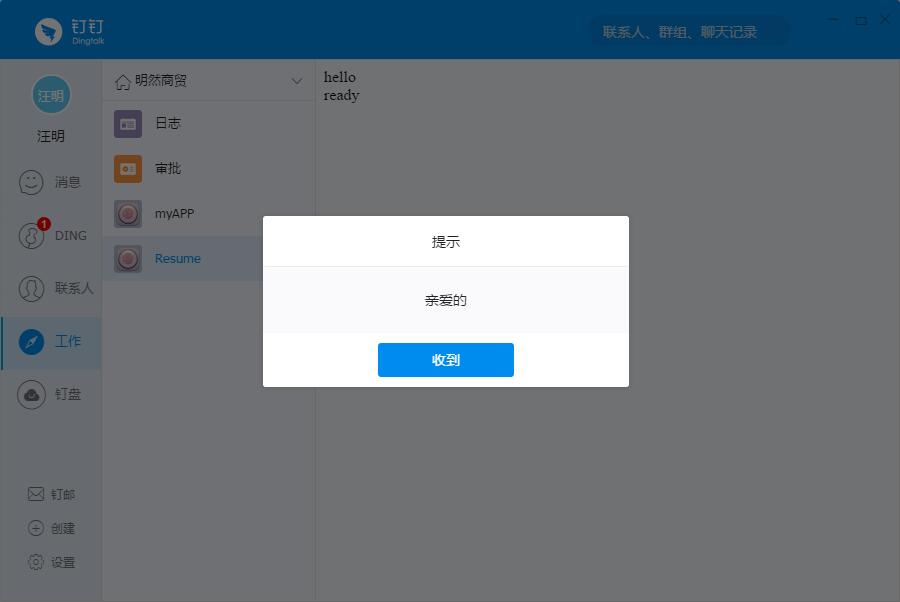 钉钉
Dingtalk
联系人、群组、聊天记录
汪明
汪明
消息
1
DING
联系人
工作
钉盘
钉邮
创建
设置
明然商贸
日志
审批
myAPP
Resume
hello
ready
提示
亲爱的
收到